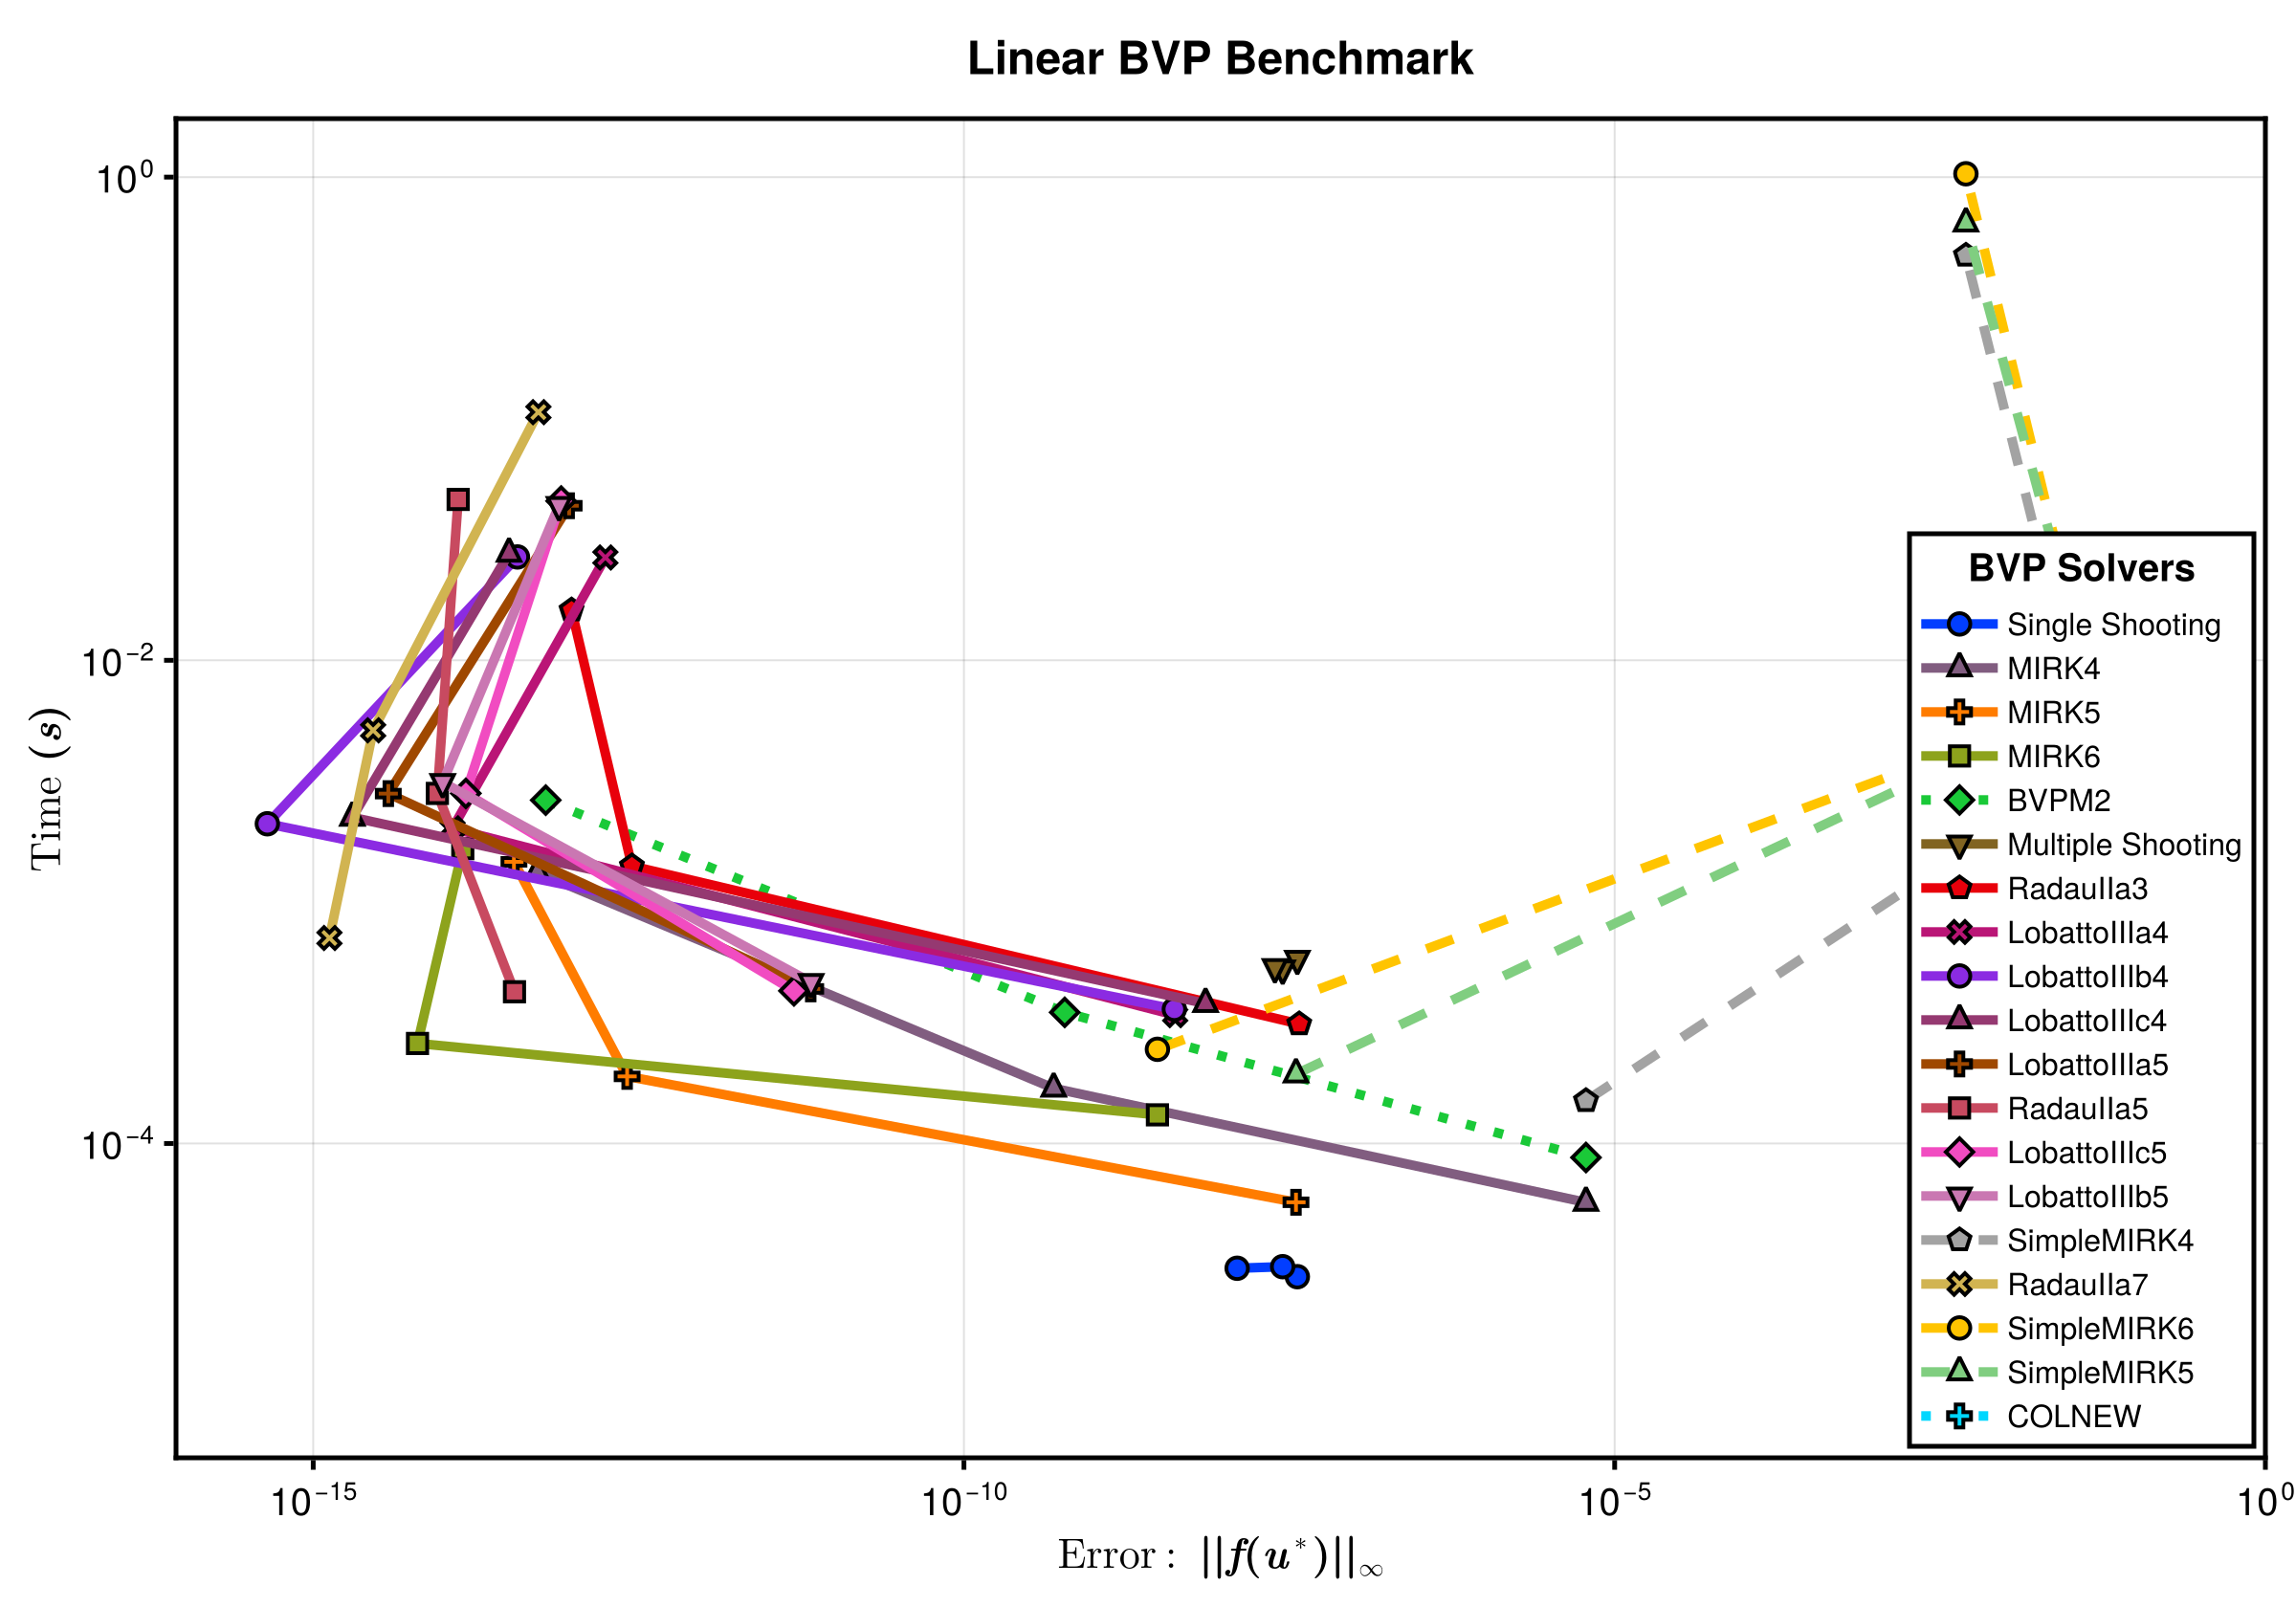 Linear BVP Benchmark
10⁰
10⁻²
10⁻⁴
Time (s)
BVP Solvers
Single Shooting
MIRK4
MIRK5
MIRK6
BVPM2
Multiple Shooting
RadauIIa3
LobattoIIIa4
LobattoIIIb4
LobattoIIIc4
LobattoIIIa5
RadauIIa5
LobattoIIIc5
LobattoIIIb5
SimpleMIRK4
RadauIIa7
SimpleMIRK6
SimpleMIRK5
COLNEW
10⁻¹⁵ 10⁻¹⁰ 10⁻⁵ 10⁰
Error: ||f(u*)||∞